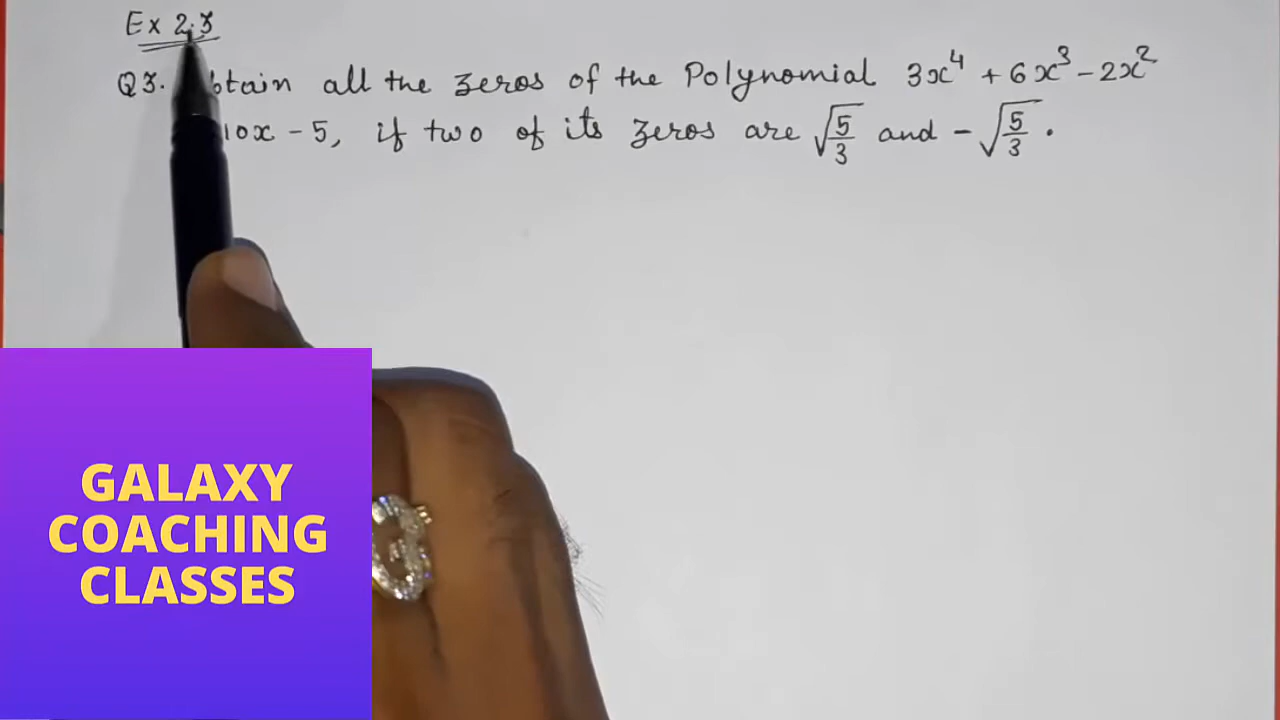 Ex 2.3
Q3. btain all the zeros of the Polynomial 3x⁴ + 6x³ - 2x²
10x - 5, if two of its zeros are √5/3 and - √5/3 .
GALAXY
COACHING
CLASSES